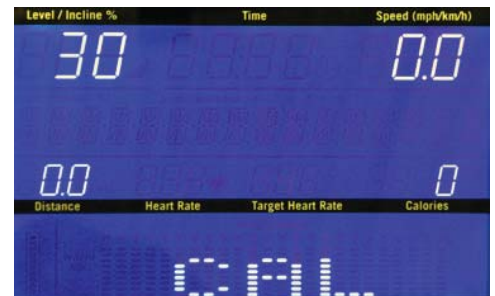 Level / Incline % Time Speed (mph/km/h)
30 0.0
0.0 0
Distance Heart Rate Target Heart Rate Calories
CAL